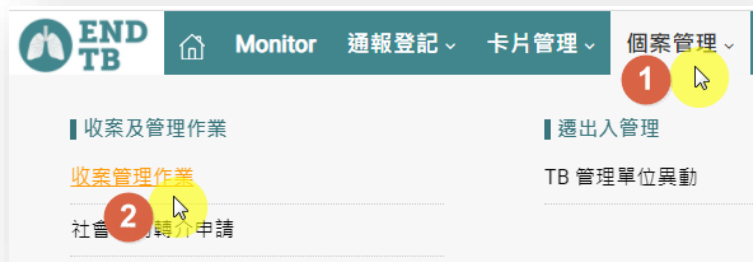 END TB
Monitor 通報登記 卡片管理 個案管理
1
收案及管理作業 遷出入管理
收案管理作業 TB 管理單位異動
2
社會 轉介申請